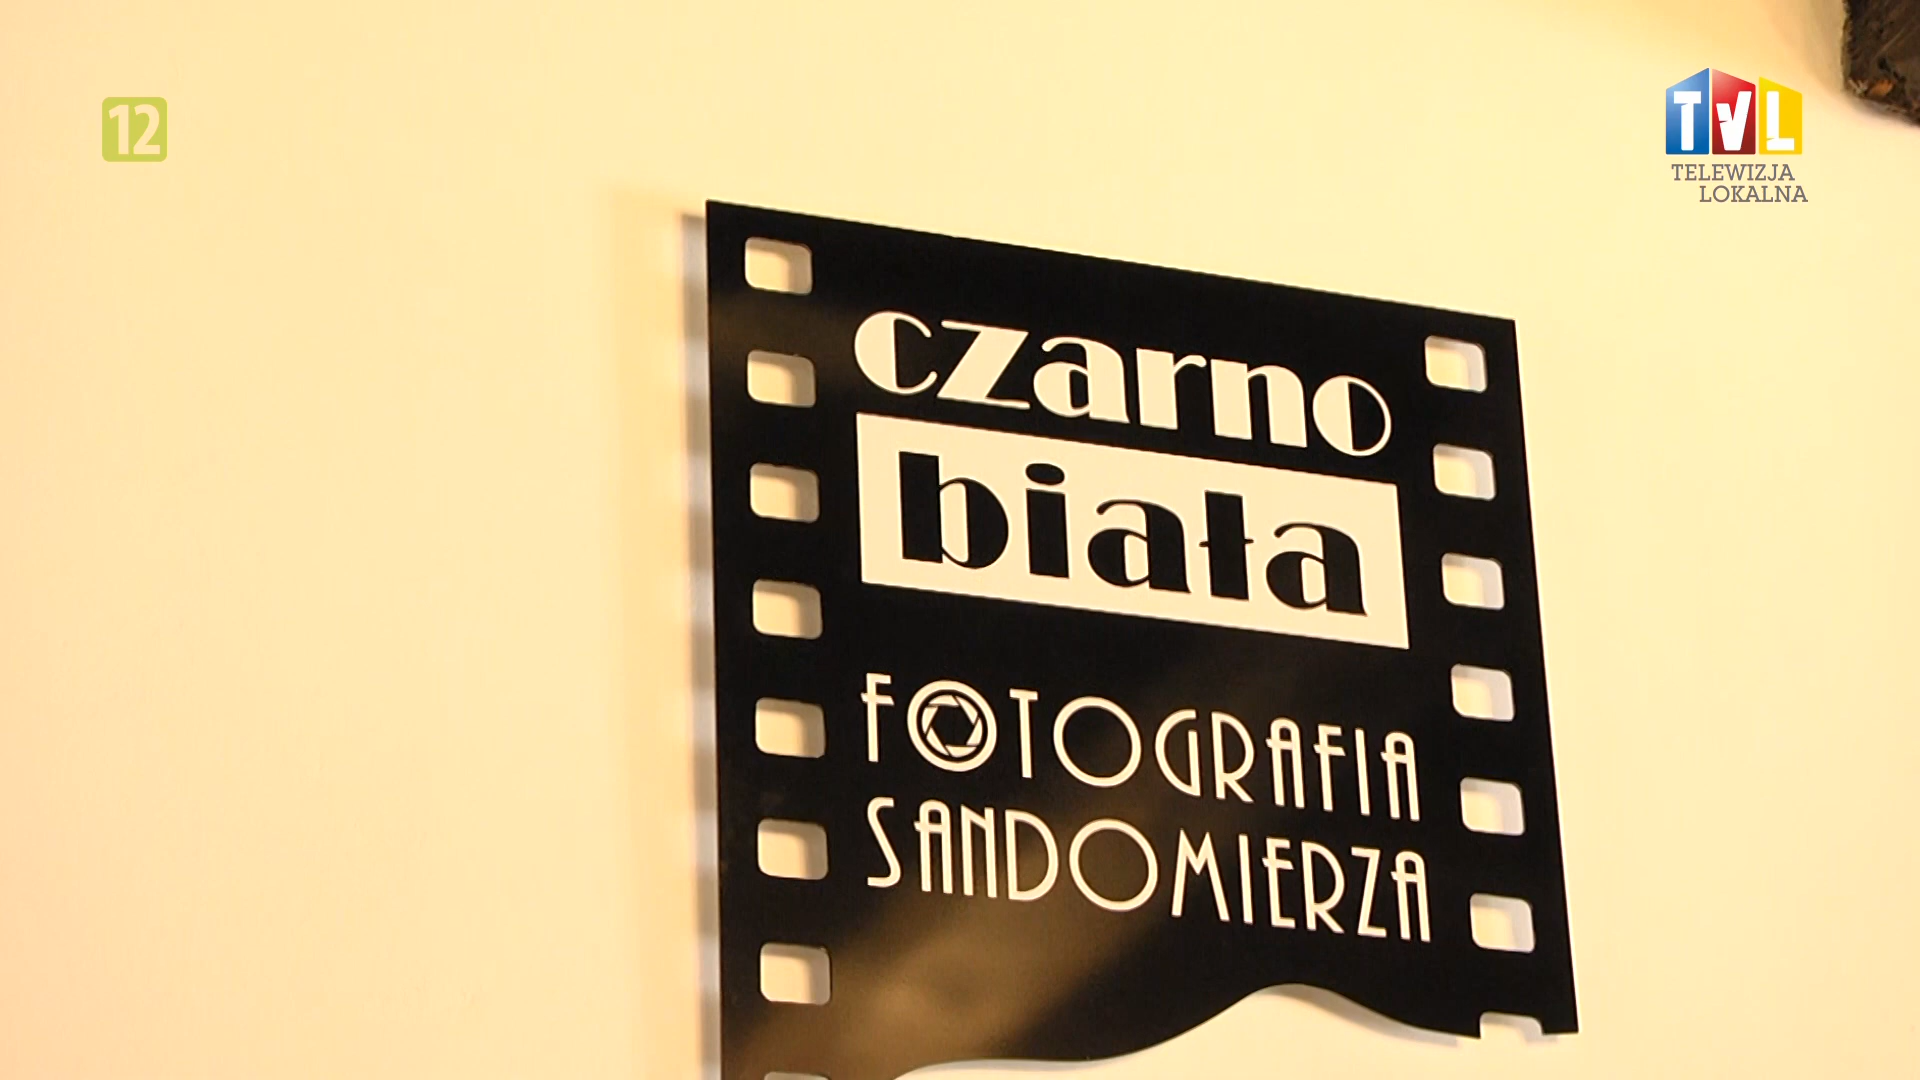 12
TVL
TELEWIZJA
LOKALNA
czarno
biała
FOTOGRAFIA
SANDOMIERZA